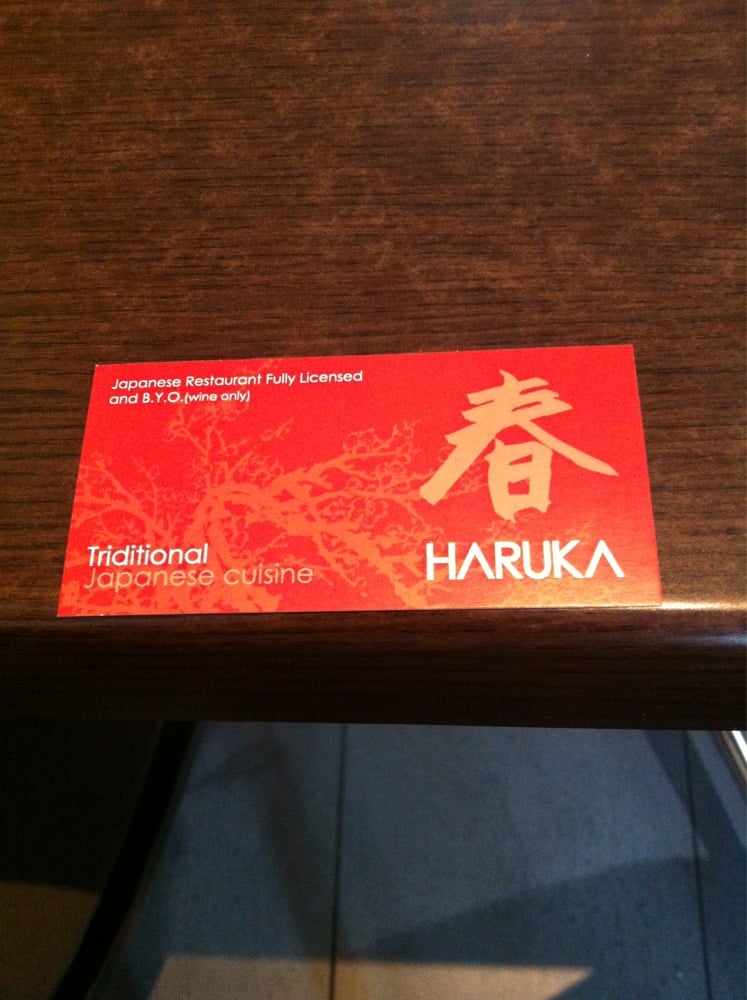 Japanese Restaurant Fully Licensed
and B.Y.O.(wine only)
春
HARUKA
Triditional
Japanese cuisine